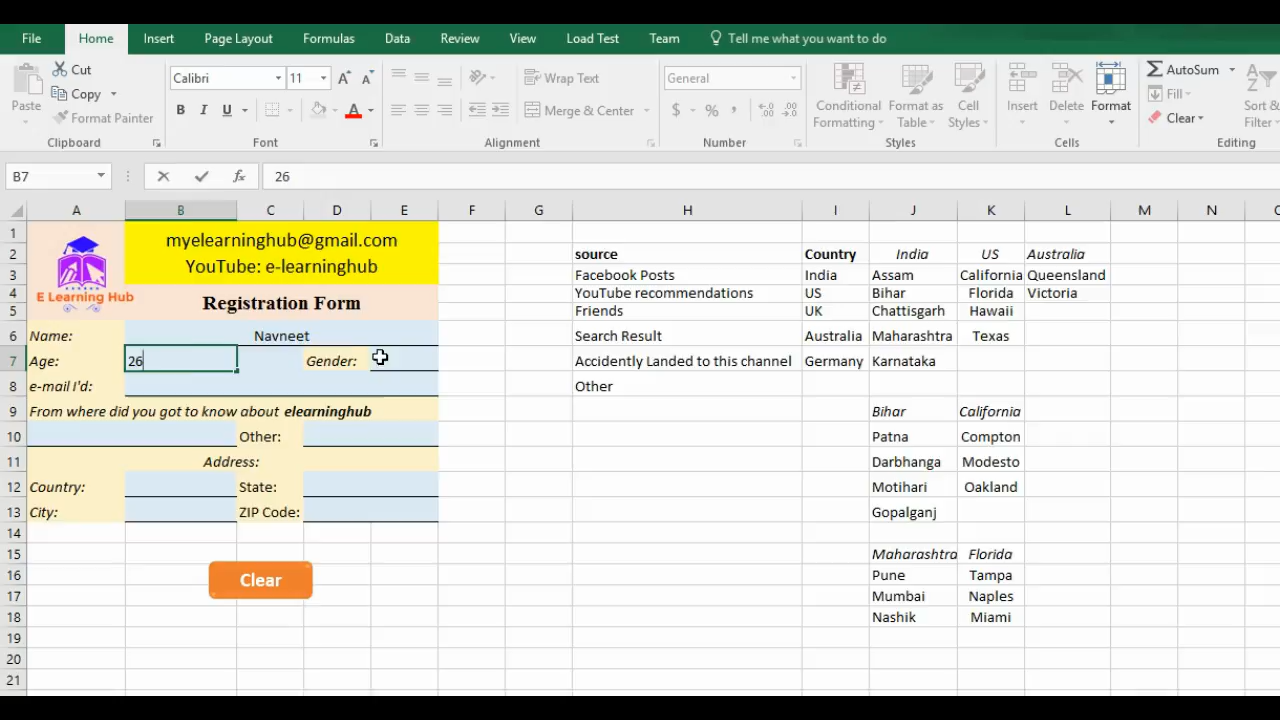 File Home Insert Page Layout Formulas Data Review View Load Test Team Tell me what you want to do
Cut
Copy
Format Painter
Paste
Clipboard
Calibri 11 A A
B I U A
Font
Wrap Text
Merge & Center
Alignment
General
$ % ,
Number
Conditional Formatting
Format as Table
Cell Styles
Styles
Insert Delete Format
Cells
AutoSum
Fill
Clear
Sort & Filter
Editing
B7 fx 26
A B C D E F G H I J K L M N
1
myelearninghub@gmail.com
2 source Country India US Australia
YouTube: e-learninghub
3 Facebook Posts India Assam California Queensland
4 YouTube recommendations US Bihar Florida Victoria
E Learning Hub
Registration Form
5 Friends UK Chattisgarh Hawaii
6 Name: Navneet Search Result Australia Maharashtra Texas
7 Age: 26 Gender: Accidently Landed to this channel Germany Karnataka
8 e-mail I'd: Other
9 From where did you got to know about elearninghub Bihar California
10 Other: Patna Compton
11 Address: Darbhanga Modesto
12 Country: State: Motihari Oakland
13 City: ZIP Code: Gopalganj
14
15 Maharashtra Florida
16 Pune Tampa
Clear
17 Mumbai Naples
18 Nashik Miami
19
20
21